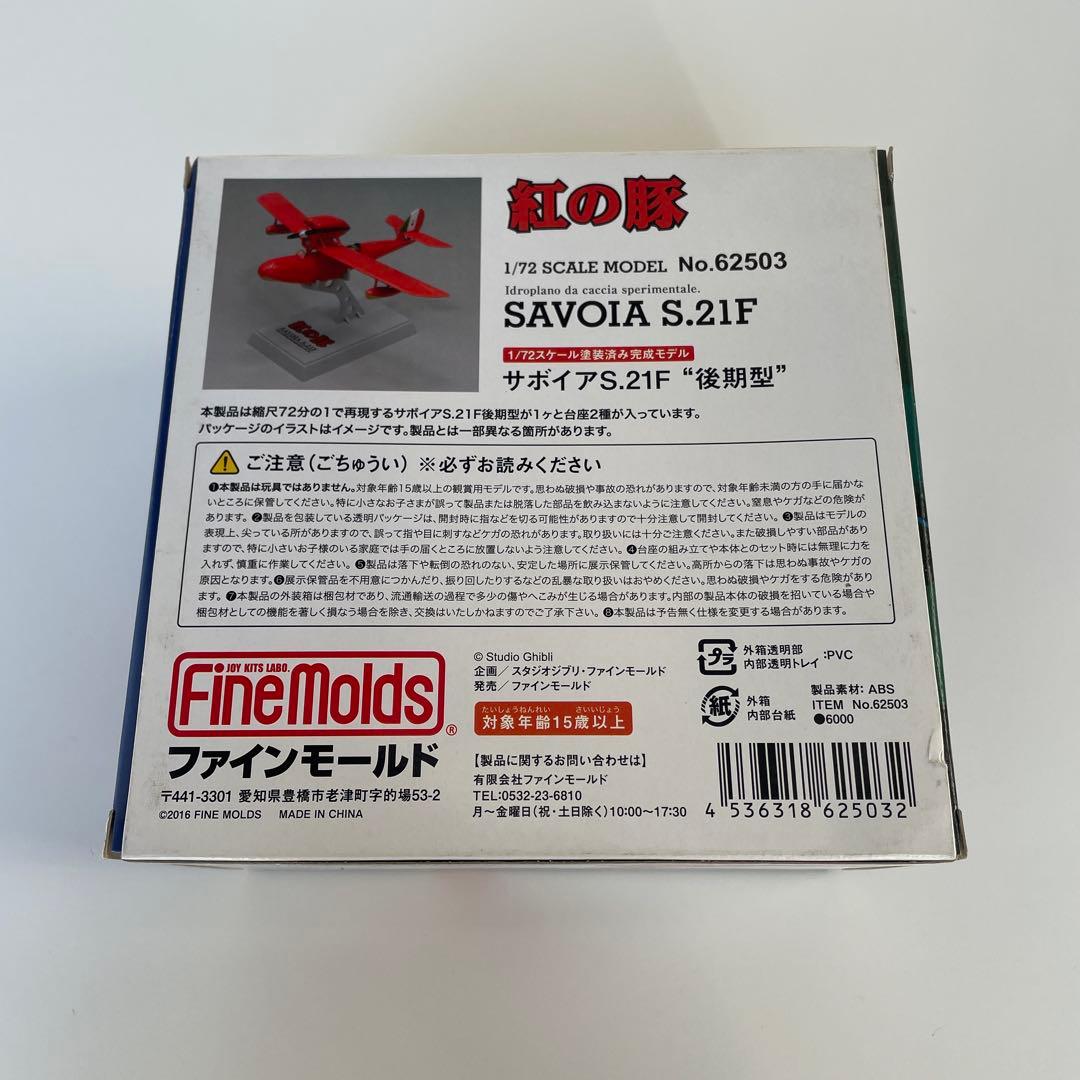 紅の豚
1/72 SCALE MODEL No.62503
Idroplano da caccia sperimentale.
SAVOIA S.21F
1/72スケール塗装済み完成モデル
サボイアS.21F “後期型”
紅の豚
SAVOIA S.21F
本製品は縮尺72分の1で再現するサボイアS.21F後期型が1ヶと台座2種が入っています。
パッケージのイラストはイメージです。製品とは一部異なる箇所があります。
ご注意(ごちゅうい) ※必ずお読みください
❶本製品は玩具ではありません。対象年齢15歳以上の観賞用モデルです。思わぬ破損や事故の恐れがありますので、対象年齢未満の方の手に届かな
いところに保管してください。特に小さなお子さまが誤って製品または脱落した部品を飲み込まないように注意してください。窒息やケガなどの危険が
あります。❷製品を包装している透明パッケージは、開封時に指などを切る可能性がありますので十分注意して開封してください。❸製品はモデルの
表現上、尖っている所がありますので、誤って指や目に刺すなどケガの恐れがあります。取り扱いには十分ご注意ください。また破損しやすい部品があり
ますので、特に小さいお子様のいる家庭では手の届くところに放置しないよう注意してください。❹台座の組み立てや本体とのセット時には無理に力を
入れず、慎重に作業してください。❺製品は落下や転倒の恐れのない、安定した場所に展示保管してください。高所からの落下は思わぬ事故やケガの
原因となります。❻展示保管品を不用意につかんだり、振り回したりするなどの乱暴な取り扱いはおやめください。思わぬ破損やケガをする危険があり
ます。❼本製品の外装箱は梱包材であり、流通輸送の過程で多少の傷やへこみが生じる場合があります。内部の製品本体の破損を招いている場合や
梱包材としての機能を著しく損なう場合を除き、交換はいたしかねますのでご了承下さい。❽本製品は予告無く仕様を変更する場合があります。
JOY KITS LABO.
FineMolds®
ファインモールド
〒441-3301 愛知県豊橋市老津町字的場53-2
©2016 FINE MOLDS MADE IN CHINA
© Studio Ghibli
企画/スタジオジブリ・ファインモールド
発売/ファインモールド
たいしょうねんれい さいいじょう
対象年齢15歳以上
【製品に関するお問い合わせは】
有限会社ファインモールド
TEL:0532-23-6810
月〜金曜日(祝・土日除く)10:00〜17:30
プラ
外箱透明部
内部透明トレイ:PVC
紙
外箱
内部台紙
製品素材: ABS
ITEM No.62503
●6000
4 536318 625032